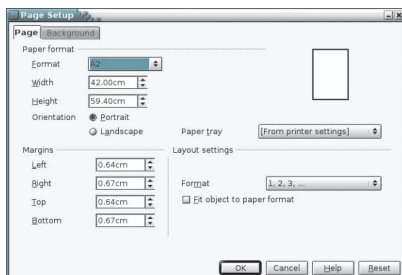 Page Setup
Page Background
Paper format
Format A2
Width 42.00cm
Height 59.40cm
Orientation Portrait
Landscape Paper tray [From printer settings]
Margins Layout settings
Left 0.64cm
Right 0.67cm Format 1, 2, 3, ...
Top 0.64cm Fit object to paper format
Bottom 0.67cm
OK Cancel Help Reset